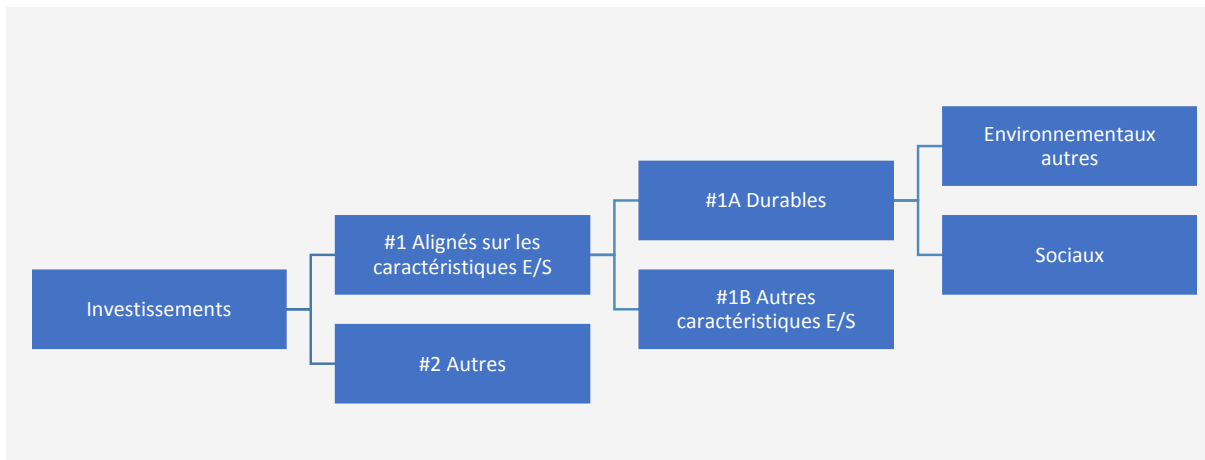 Investissements
#1 Alignés sur les
caractéristiques E/S
#2 Autres
#1A Durables
#1B Autres
caractéristiques E/S
Environnementaux
autres
Sociaux